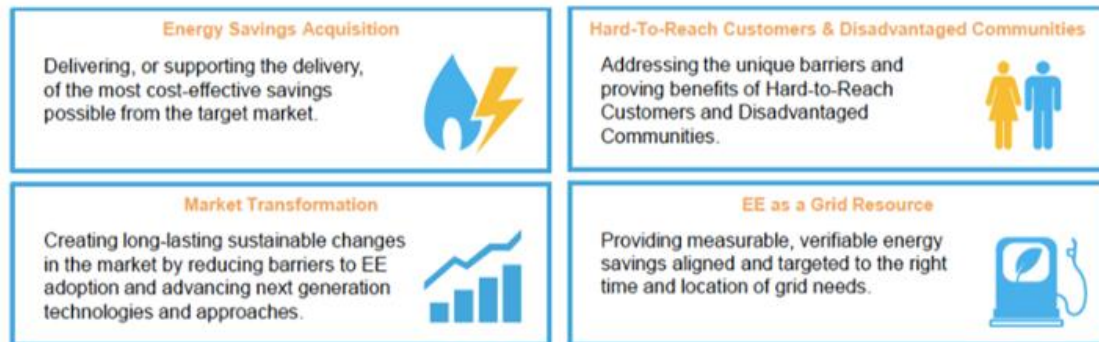 Energy Savings Acquisition
Delivering, or supporting the delivery,
of the most cost-effective savings
possible from the target market.
Hard-To-Reach Customers & Disadvantaged Communities
Addressing the unique barriers and
proving benefits of Hard-to-Reach
Customers and Disadvantaged
Communities.
Market Transformation
Creating long-lasting sustainable changes
in the market by reducing barriers to EE
adoption and advancing next generation
technologies and approaches.
EE as a Grid Resource
Providing measurable, verifiable energy
savings aligned and targeted to the right
time and location of grid needs.